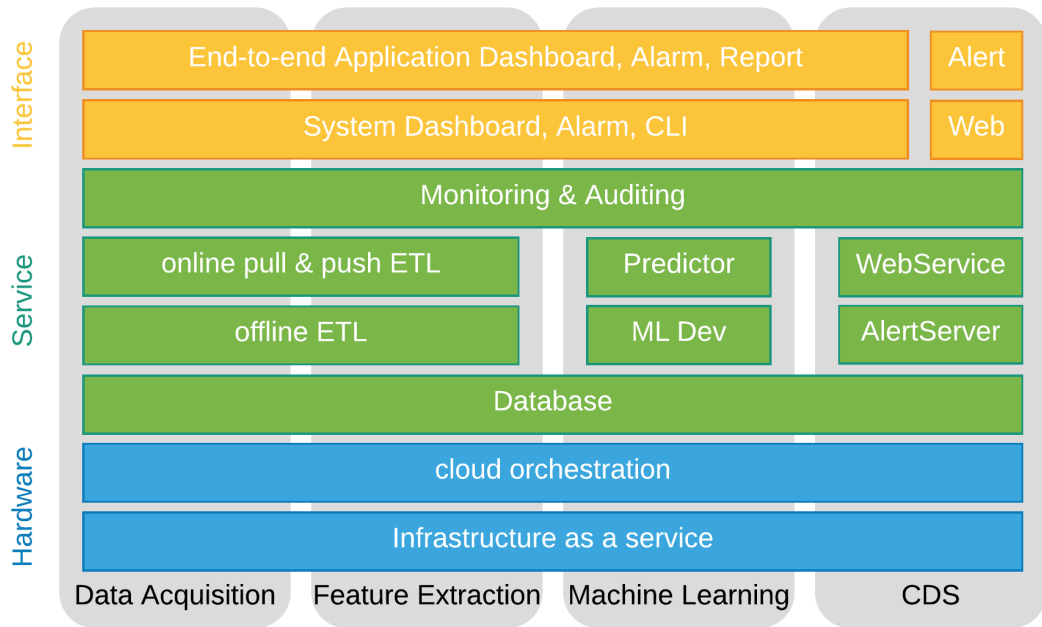 Interface
End-to-end Application Dashboard, Alarm, Report
Alert
System Dashboard, Alarm, CLI
Web
Service
Monitoring & Auditing
online pull & push ETL
Predictor
WebService
offline ETL
ML Dev
AlertServer
Database
Hardware
cloud orchestration
Infrastructure as a service
Data Acquisition
Feature Extraction
Machine Learning
CDS